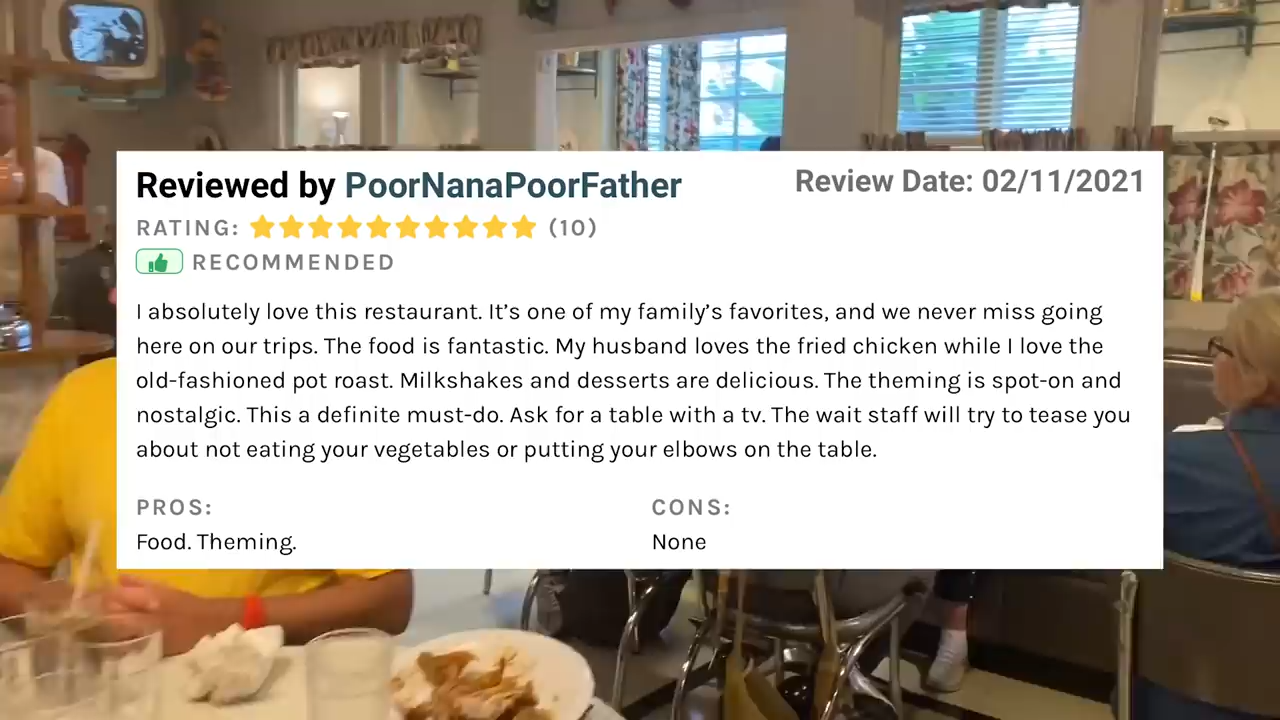 Reviewed by PoorNanaPoorFather
Review Date: 02/11/2021
RATING: (10)
RECOMMENDED
I absolutely love this restaurant. It’s one of my family’s favorites, and we never miss going
here on our trips. The food is fantastic. My husband loves the fried chicken while I love the
old-fashioned pot roast. Milkshakes and desserts are delicious. The theming is spot-on and
nostalgic. This a definite must-do. Ask for a table with a tv. The wait staff will try to tease you
about not eating your vegetables or putting your elbows on the table.
PROS:
Food. Theming.
CONS:
None